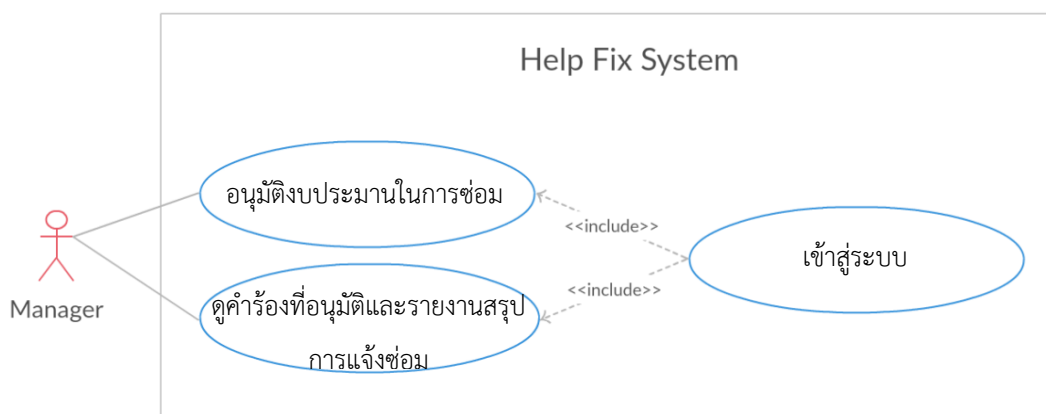 Help Fix System
อนุมัติงบประมานในการซ่อม
<<include>>
เข้าสู่ระบบ
<<include>>
Manager
ดูคำร้องที่อนุมัติและรายงานสรุป
การแจ้งซ่อม